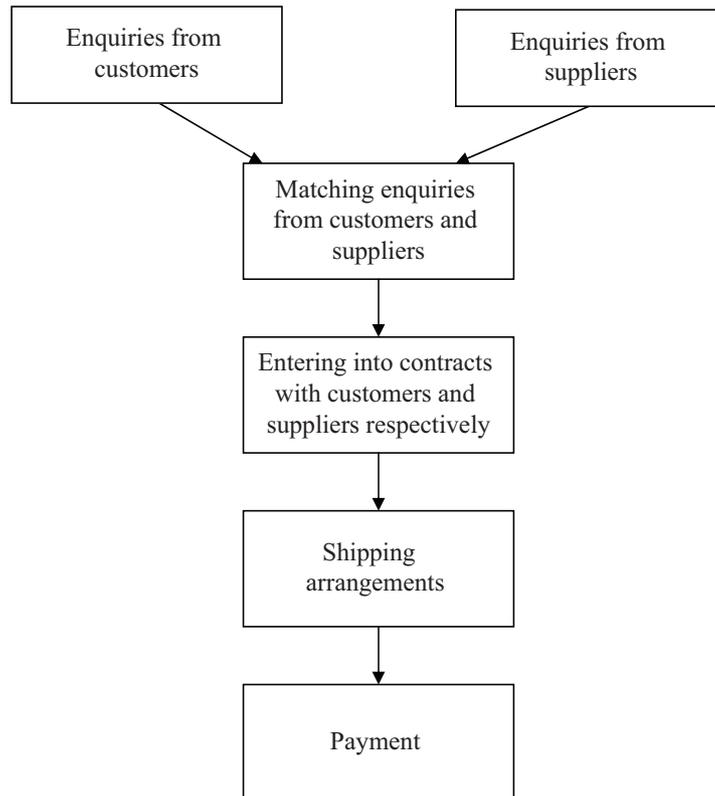 Enquiries from
customers
Enquiries from
suppliers
Matching enquiries
from customers and
suppliers
Entering into contracts
with customers and
suppliers respectively
Shipping
arrangements
Payment